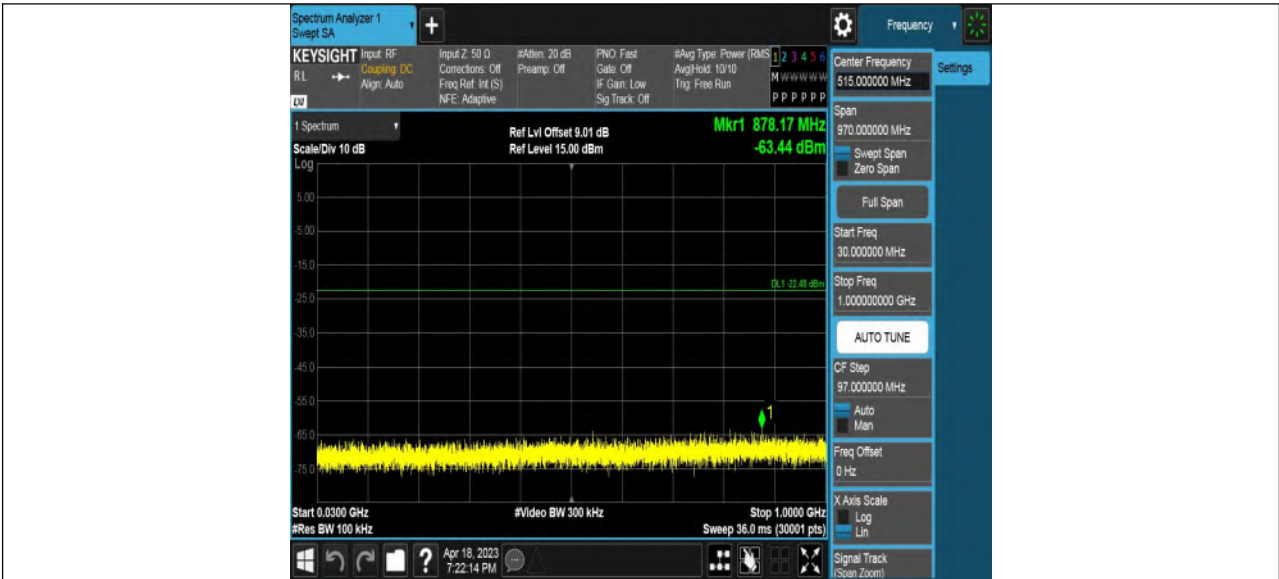 Spectrum Analyzer 1
Swept SA
+
Frequency
KEYSIGHT
RL
LXI
Input: RF
Coupling: DC
Align: Auto
Input Z: 50 Ω
Corrections: Off
Freq Ref: Int (S)
NFE: Adaptive
#Atten: 20 dB
Preamp: Off
PNO: Fast
Gate: Off
IF Gain: Low
Sig Track: Off
#Avg Type: Power (RMS
Avg|Hold: 10/10
Trig: Free Run
1 2 3 4 5 6
M W W W W W
P P P P P P
1 Spectrum
Ref Lvl Offset 9.01 dB
Mkr1 878.17 MHz
Scale/Div 10 dB
Ref Level 15.00 dBm
-63.44 dBm
Log
5.00
-5.00
-15.0
DL1 -22.48 dBm
-25.0
-35.0
-45.0
-55.0
1
-65.0
-75.0
Start 0.0300 GHz
#Video BW 300 kHz
Stop 1.0000 GHz
#Res BW 100 kHz
Sweep 36.0 ms (30001 pts)
?
Apr 18, 2023
7:22:14 PM
Center Frequency
515.000000 MHz
Settings
Span
970.000000 MHz
Swept Span
Zero Span
Full Span
Start Freq
30.000000 MHz
Stop Freq
1.000000000 GHz
AUTO TUNE
CF Step
97.000000 MHz
Auto
Man
Freq Offset
0 Hz
X Axis Scale
Log
Lin
Signal Track
(Span Zoom)